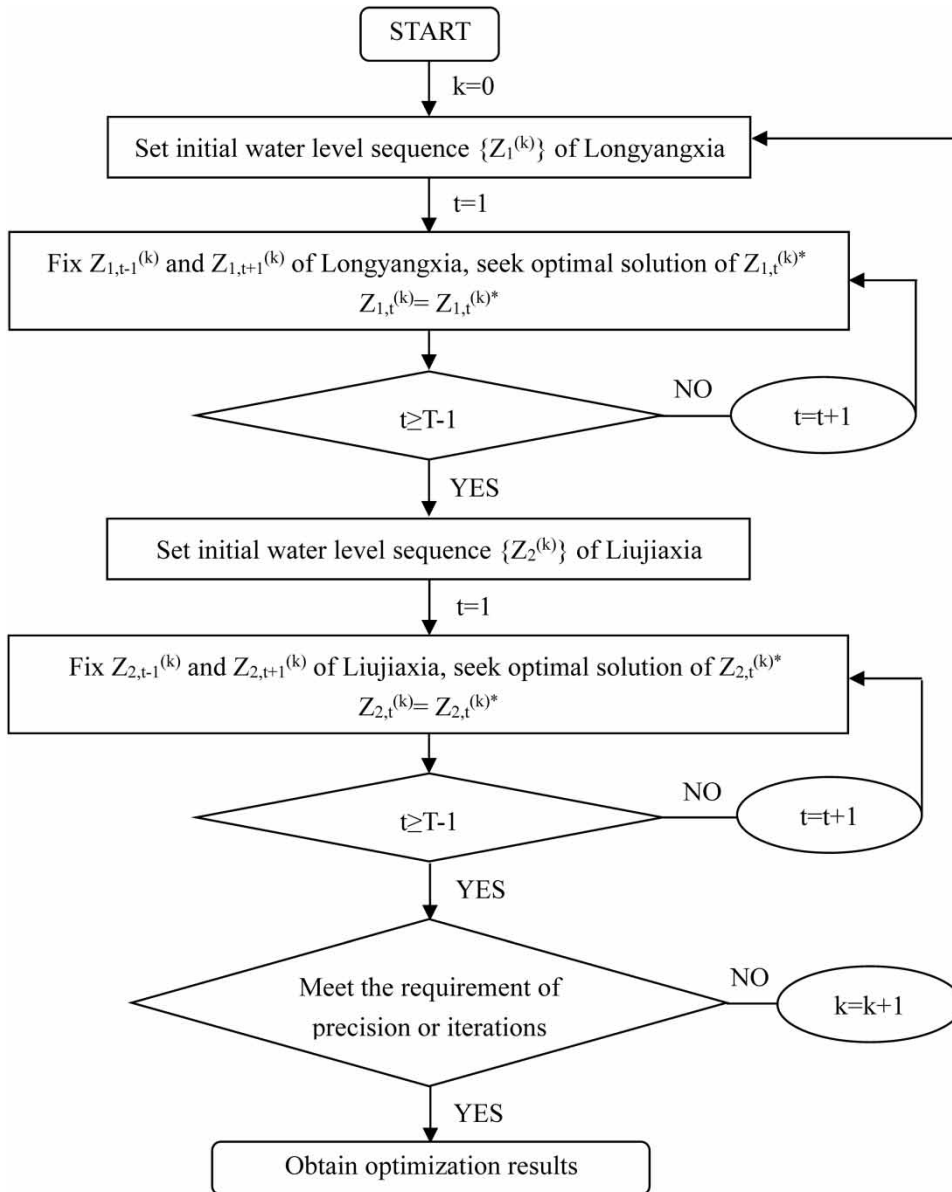 START
k=0
Set initial water level sequence {Z₁⁽ᵏ⁾} of Longyangxia
t=1
Fix Z₁,ₜ₋₁⁽ᵏ⁾ and Z₁,ₜ₊₁⁽ᵏ⁾ of Longyangxia, seek optimal solution of Z₁,ₜ⁽ᵏ⁾*
Z₁,ₜ⁽ᵏ⁾= Z₁,ₜ⁽ᵏ⁾*
NO
t≥T-1
t=t+1
YES
Set initial water level sequence {Z₂⁽ᵏ⁾} of Liujiaxia
t=1
Fix Z₂,ₜ₋₁⁽ᵏ⁾ and Z₂,ₜ₊₁⁽ᵏ⁾ of Liujiaxia, seek optimal solution of Z₂,ₜ⁽ᵏ⁾*
Z₂,ₜ⁽ᵏ⁾= Z₂,ₜ⁽ᵏ⁾*
NO
t≥T-1
t=t+1
YES
NO
Meet the requirement of
precision or iterations
k=k+1
YES
Obtain optimization results